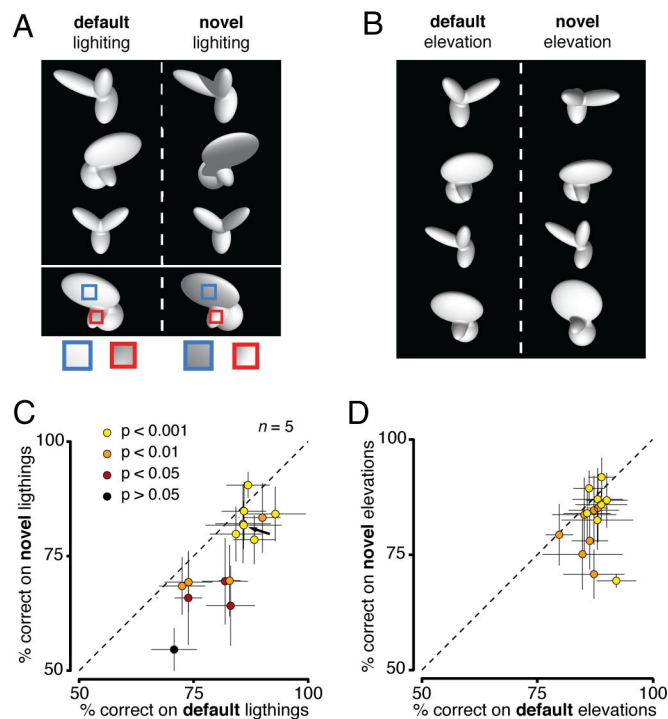 A
default
lighiting
novel
lighiting
B
default
elevation
novel
elevation
C
100
p < 0.001
p < 0.01
p < 0.05
p > 0.05
n = 5
% correct on novel ligthings
75
50
50
75
100
% correct on default ligthings
D
100
% correct on novel elevations
75
50
50
75
100
% correct on default elevations